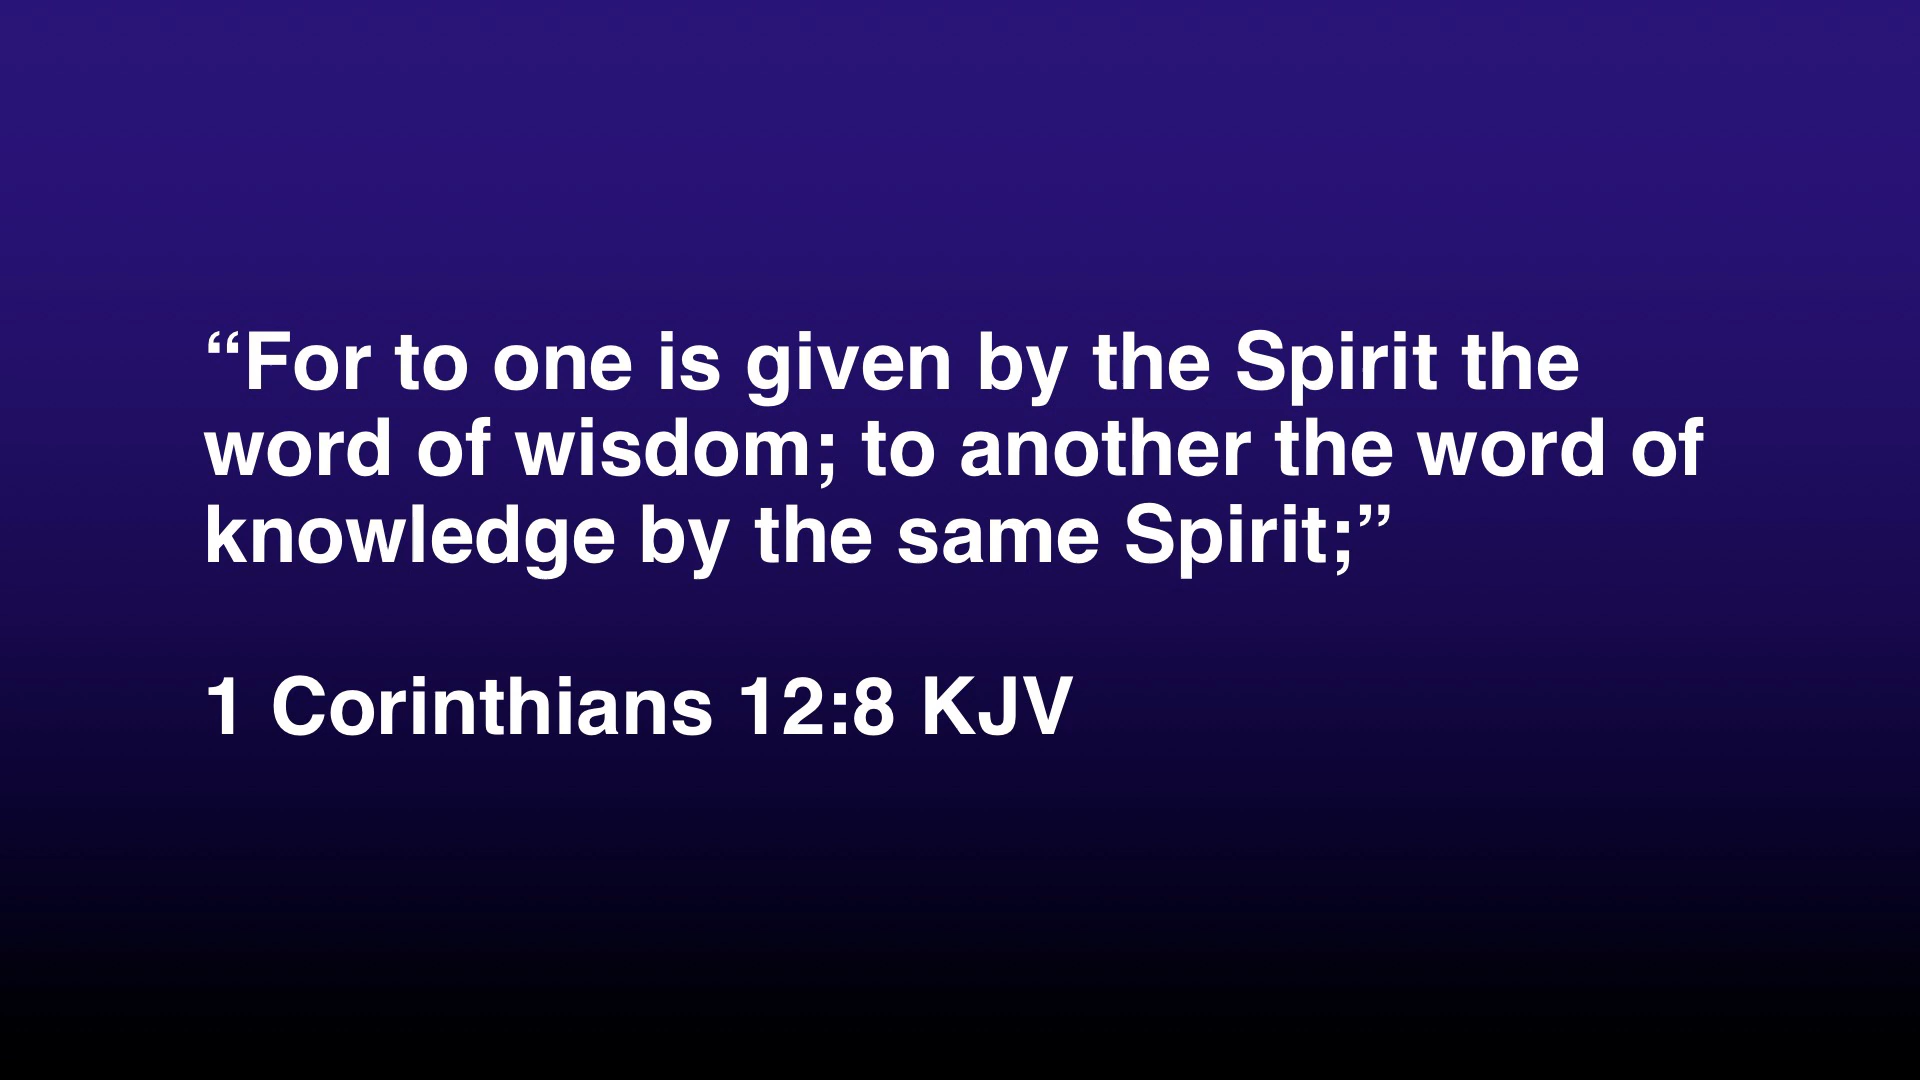 “For to one is given by the Spirit the
word of wisdom; to another the word of
knowledge by the same Spirit;”
1 Corinthians 12:8 KJV